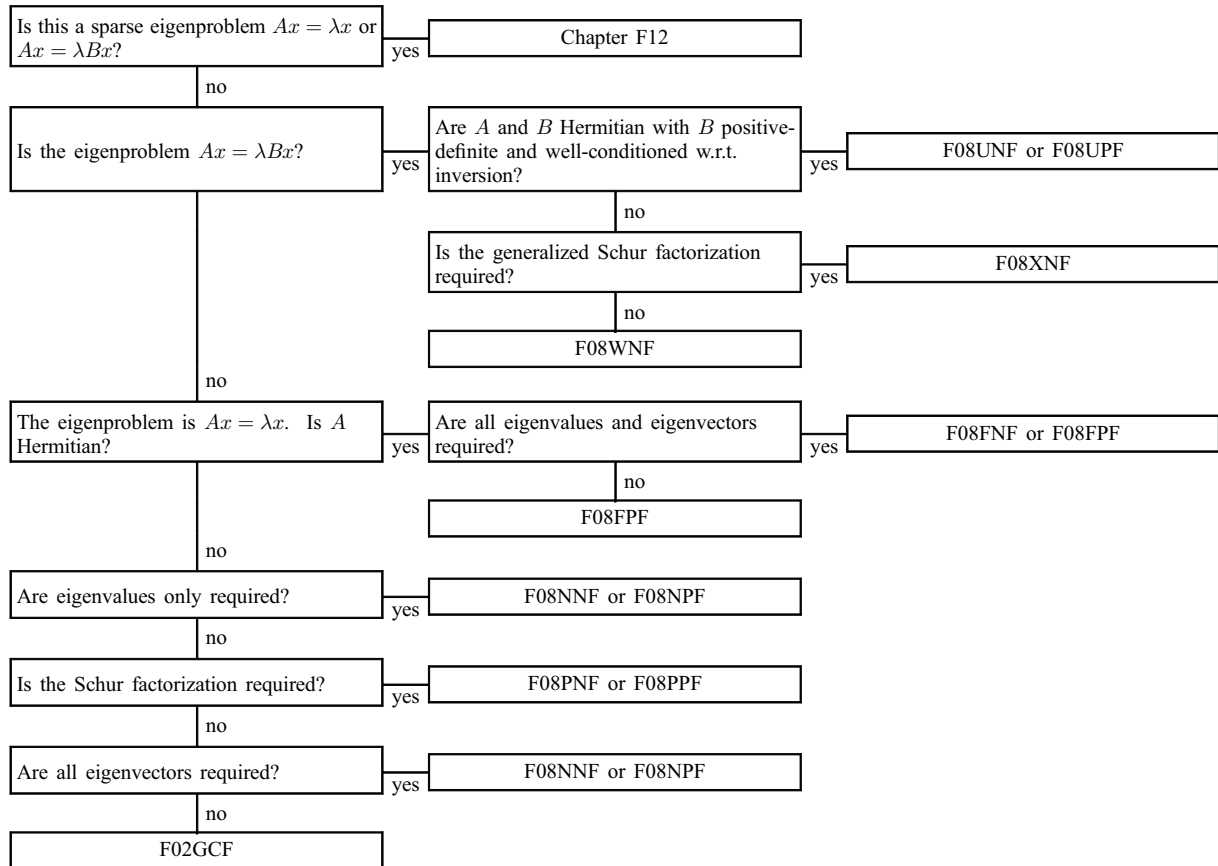 Is this a sparse eigenproblem Ax = λx or
Ax = λBx?
yes
Chapter F12
no
Is the eigenproblem Ax = λBx?
yes
Are A and B Hermitian with B positive-
definite and well-conditioned w.r.t.
inversion?
yes
F08UNF or F08UPF
no
Is the generalized Schur factorization
required?
yes
F08XNF
no
F08WNF
no
The eigenproblem is Ax = λx. Is A
Hermitian?
yes
Are all eigenvalues and eigenvectors
required?
yes
F08FNF or F08FPF
no
F08FPF
no
Are eigenvalues only required?
yes
F08NNF or F08NPF
no
Is the Schur factorization required?
yes
F08PNF or F08PPF
no
Are all eigenvectors required?
yes
F08NNF or F08NPF
no
F02GCF